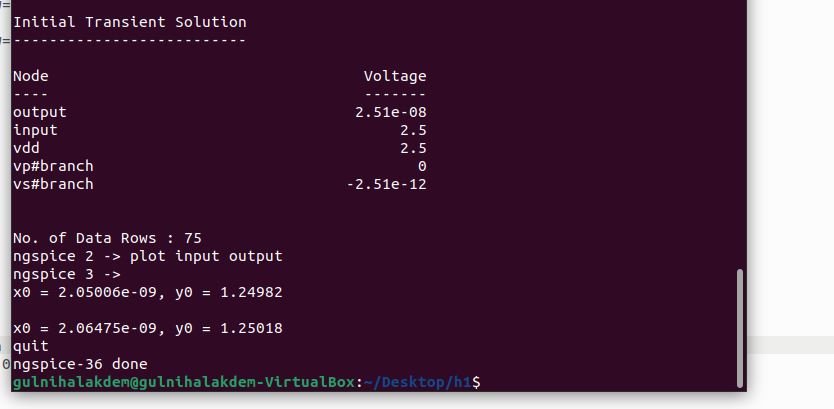 Initial Transient Solution
--------------------------
Node Voltage
---- -------
output 2.51e-08
input 2.5
vdd 2.5
vp#branch 0
vs#branch -2.51e-12
No. of Data Rows : 75
ngspice 2 -> plot input output
ngspice 3 ->
x0 = 2.05006e-09, y0 = 1.24982
x0 = 2.06475e-09, y0 = 1.25018
quit
ngspice-36 done
gulnihalakdem@gulnihalakdem-VirtualBox:~/Desktop/h1$